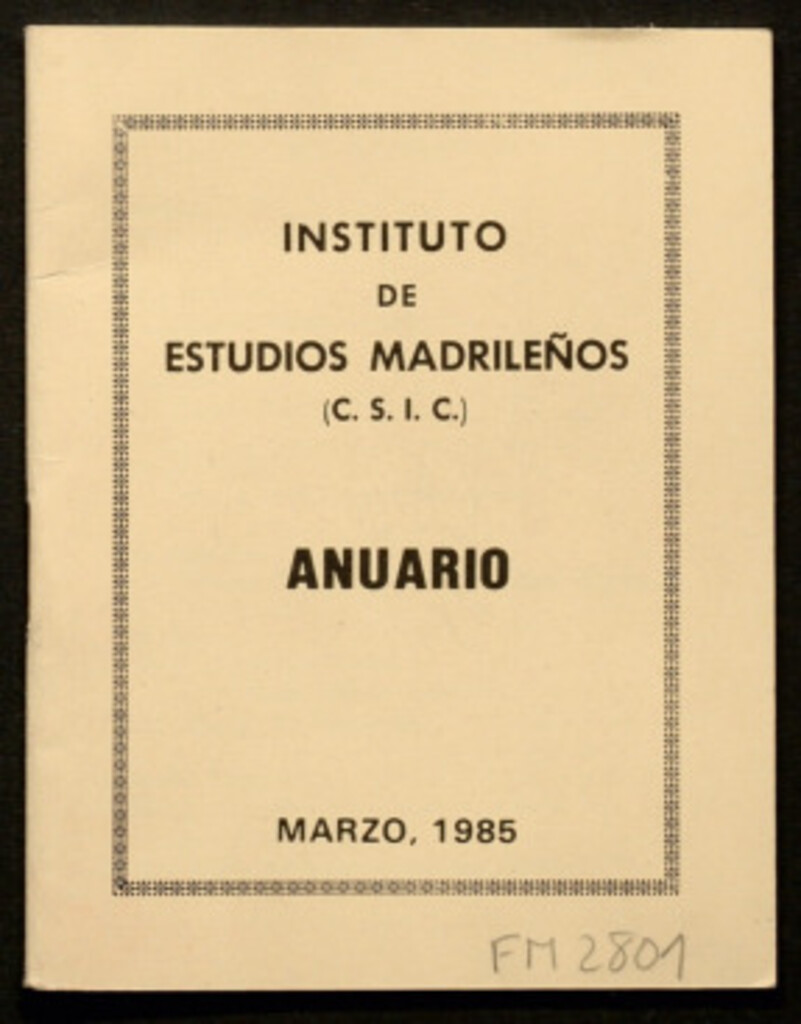 INSTITUTO
DE
ESTUDIOS MADRILEÑOS
(C. S. I. C.)
ANUARIO
MARZO, 1985
FM 2801